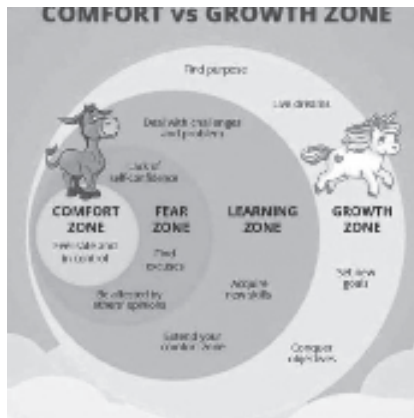 COMFORT vs GROWTH ZONE
Find purpose
Live dreams
Deal with challenges
and problem
Lack of
self-confidence
COMFORT
ZONE
Feel safe and
in control
FEAR
ZONE
Find
excuses
Be affected by
others' opinions
LEARNING
ZONE
Acquire
new skills
Extend your
comfort zone
GROWTH
ZONE
Set new
goals
Conquer
objectives